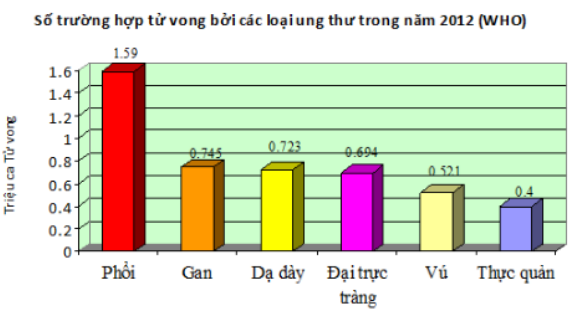 Số trường hợp tử vong bởi các loại ung thư trong năm 2012 (WHO)
Triệu ca Tử vong
1.6
1.4
1.2
1
0.8
0.6
0.4
0.2
0
1.59
0.745
0.723
0.694
0.521
0.4
Phổi
Gan
Dạ dày
Đại trực
tràng
Vú
Thực quản